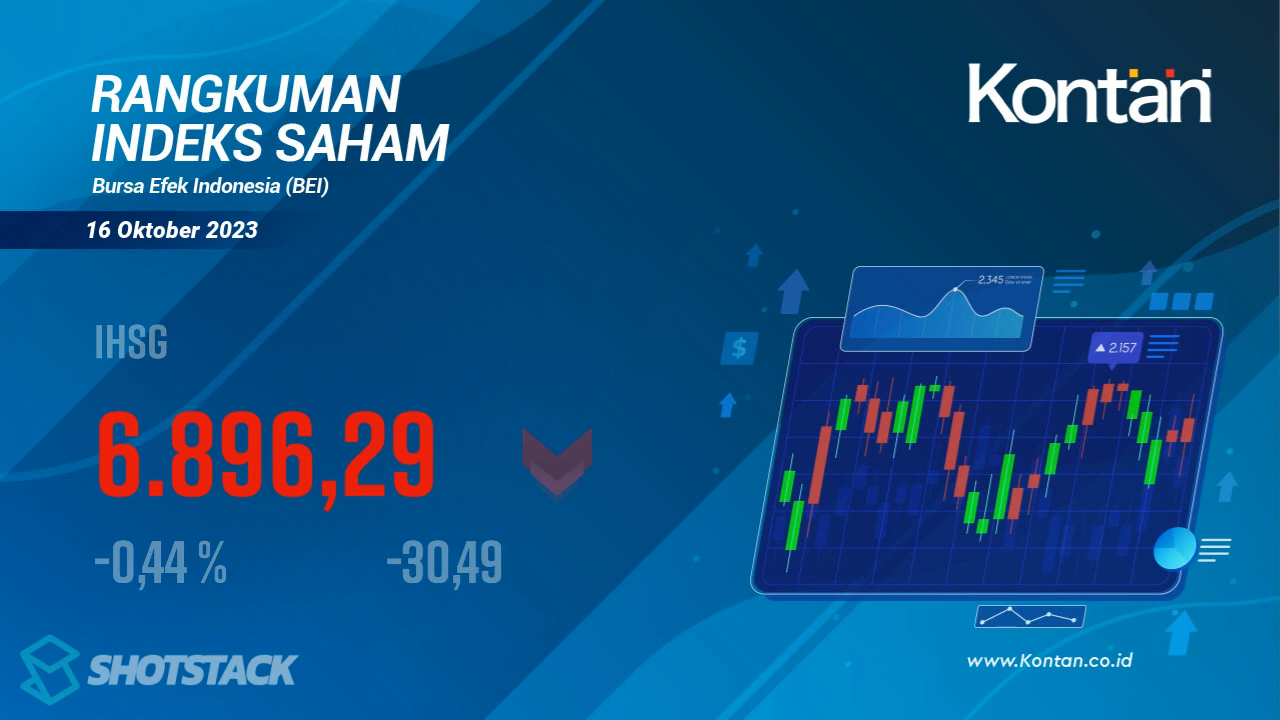 RANGKUMAN
INDEKS SAHAM
Bursa Efek Indonesia (BEI)
16 Oktober 2023
Kontan
IHSG
6.896,29
-0,44 %
-30,49
2.345
2.157
SHOTSTACK
www.Kontan.co.id